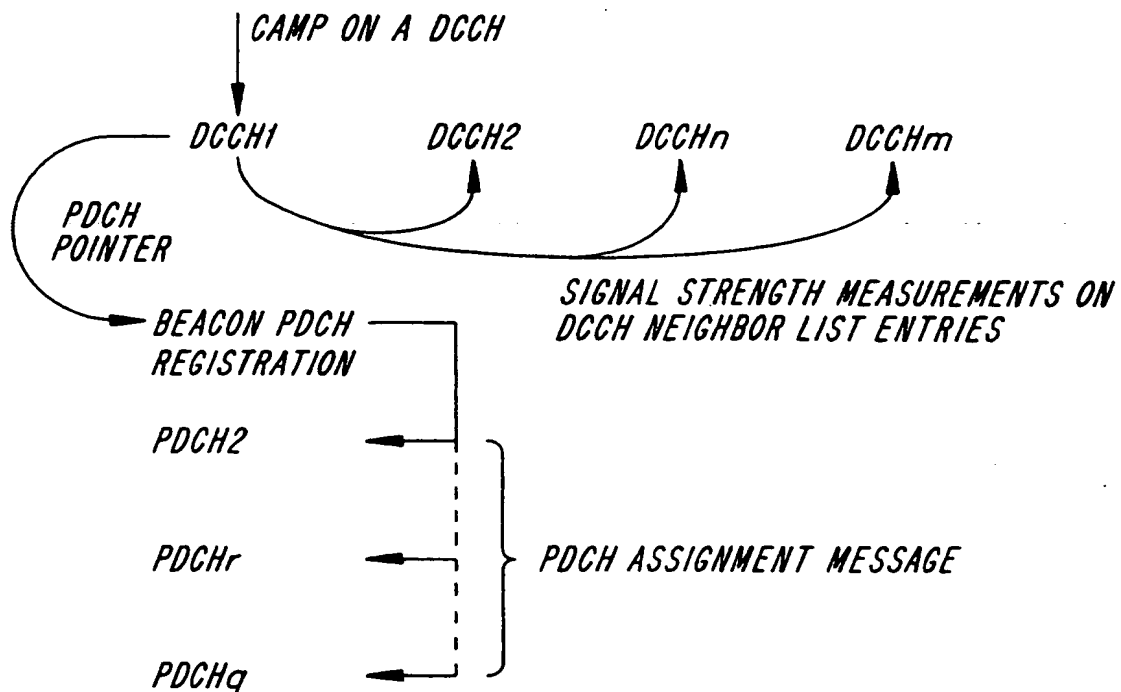 CAMP ON A DCCH
DCCH1 DCCH2 DCCHn DCCHm
PDCH
POINTER
SIGNAL STRENGTH MEASUREMENTS ON
DCCH NEIGHBOR LIST ENTRIES
BEACON PDCH
REGISTRATION
PDCH2
PDCHr
PDCH ASSIGNMENT MESSAGE
PDCHq